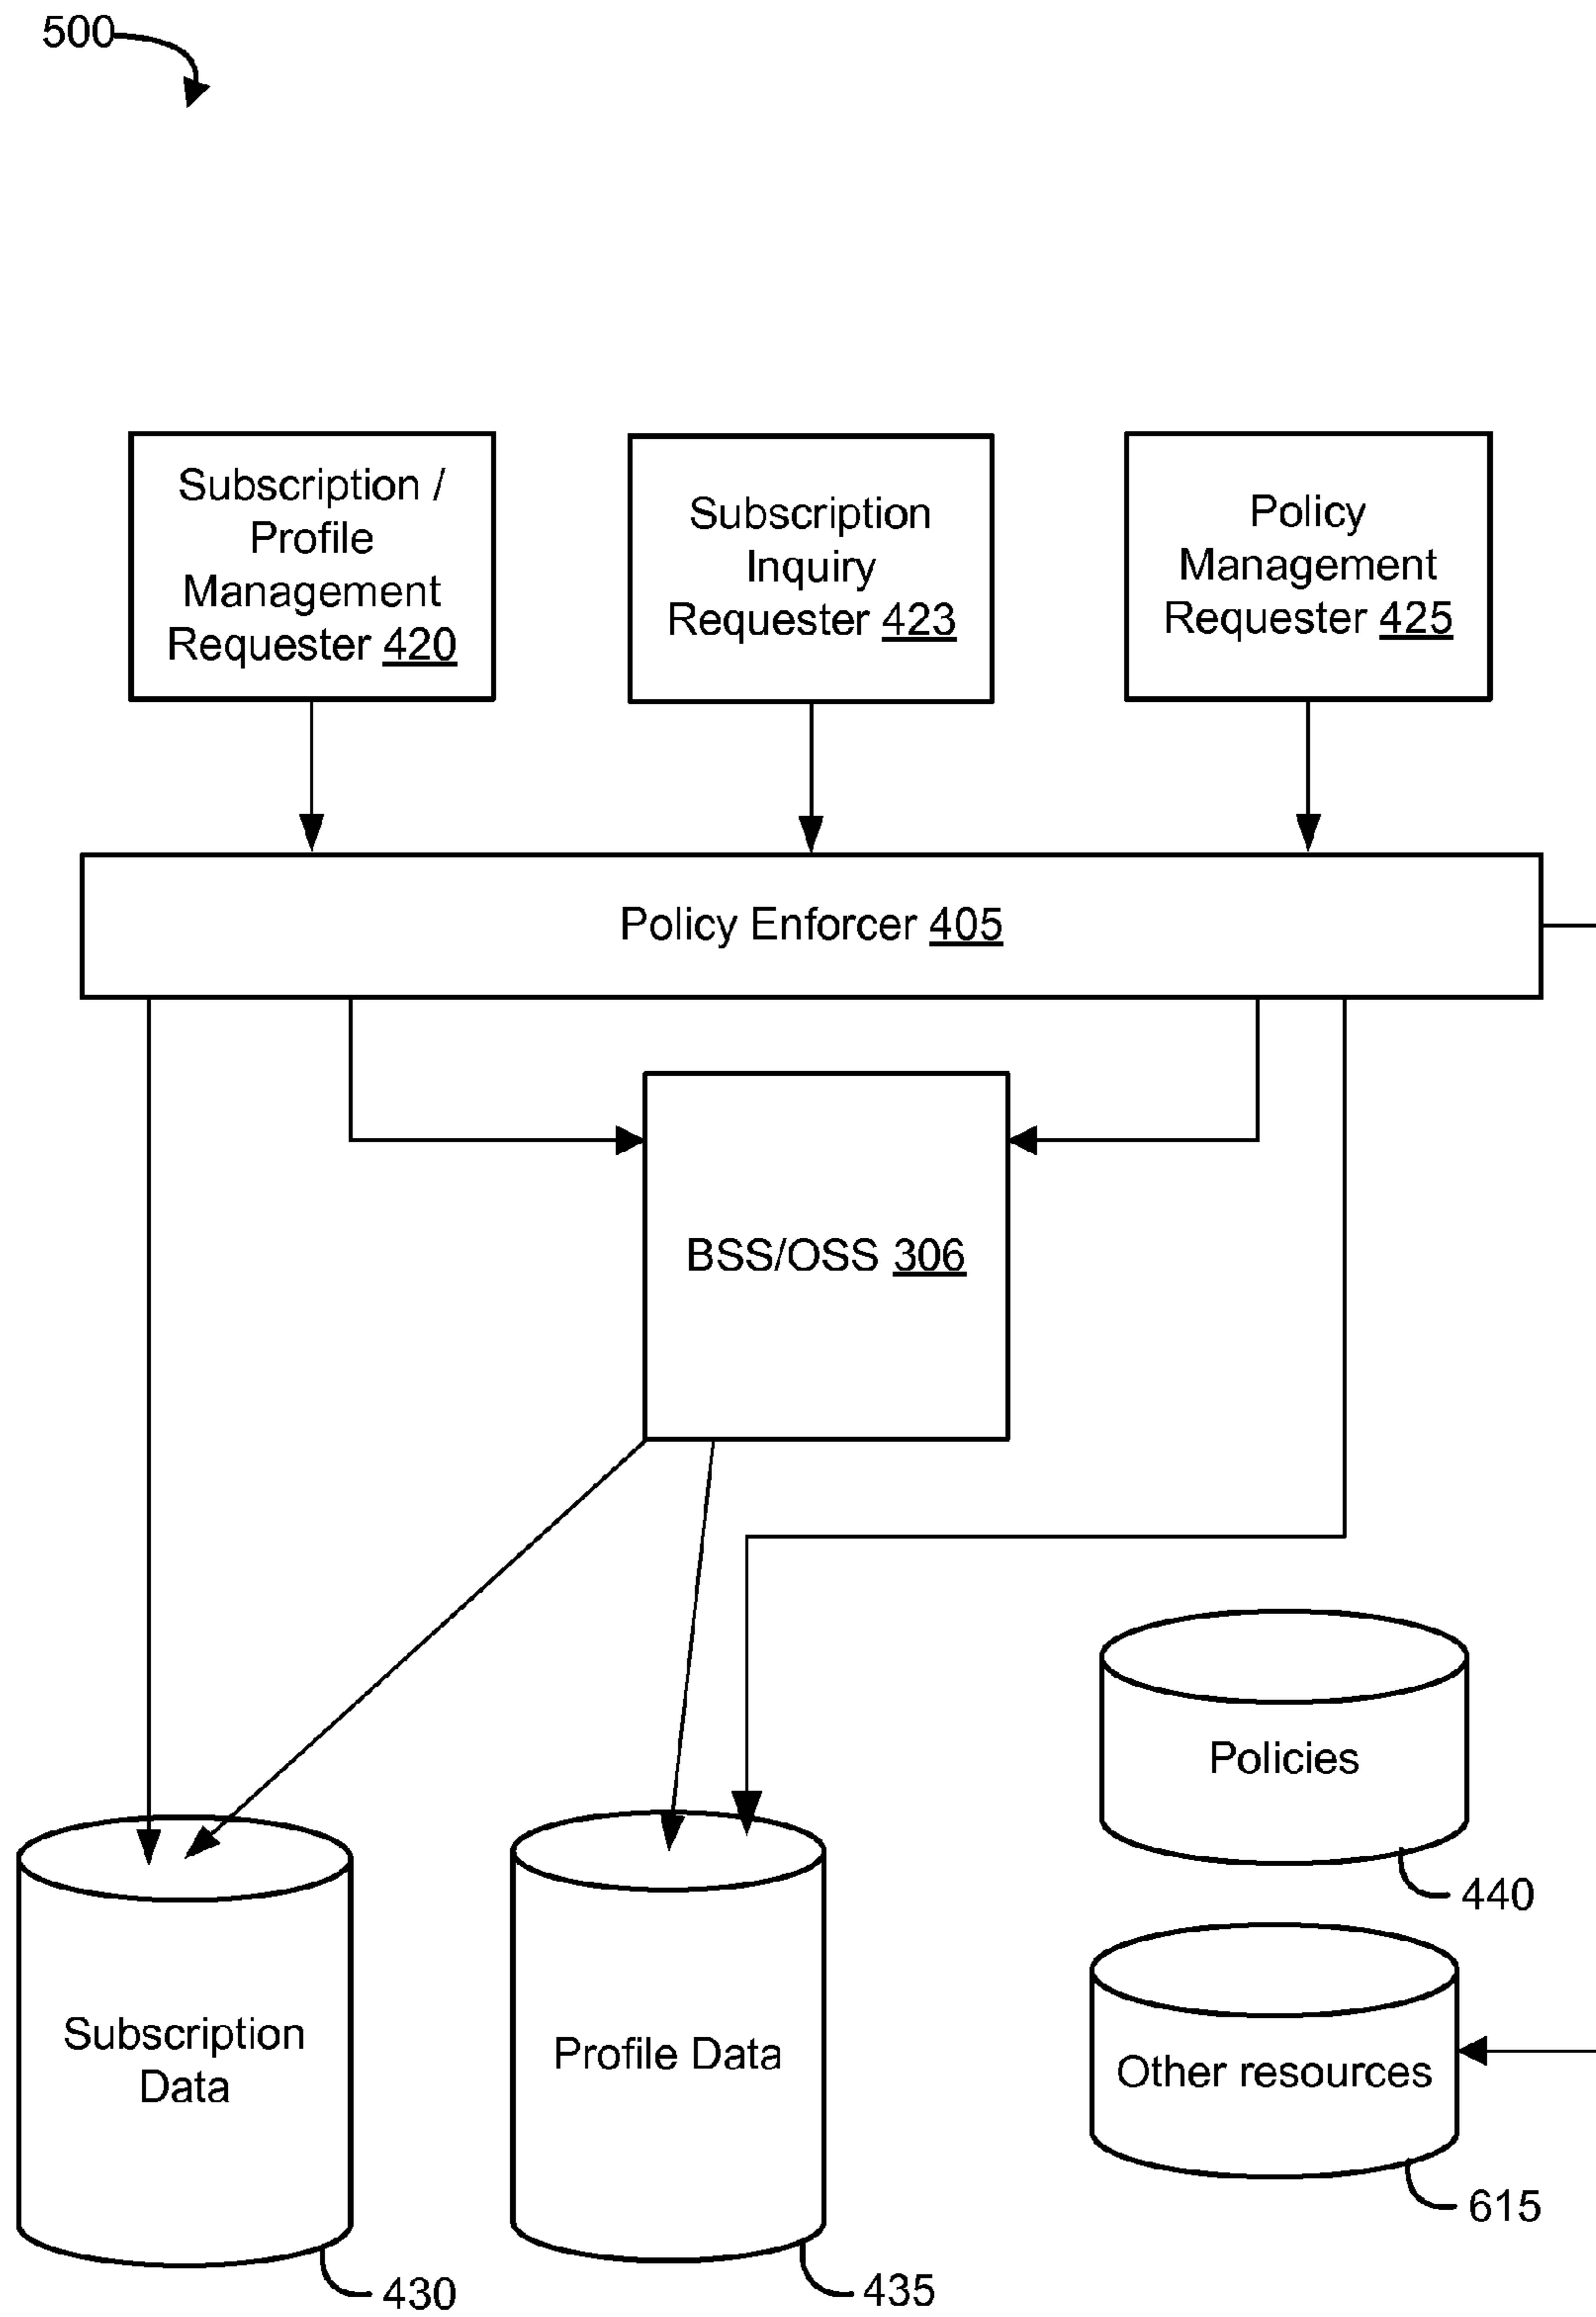 500
Subscription /
Profile
Management
Requester 420
Subscription
Inquiry
Requester 423
Policy
Management
Requester 425
Policy Enforcer 405
BSS/OSS 306
Policies
440
Subscription
Data
430
Profile Data
435
Other resources
615